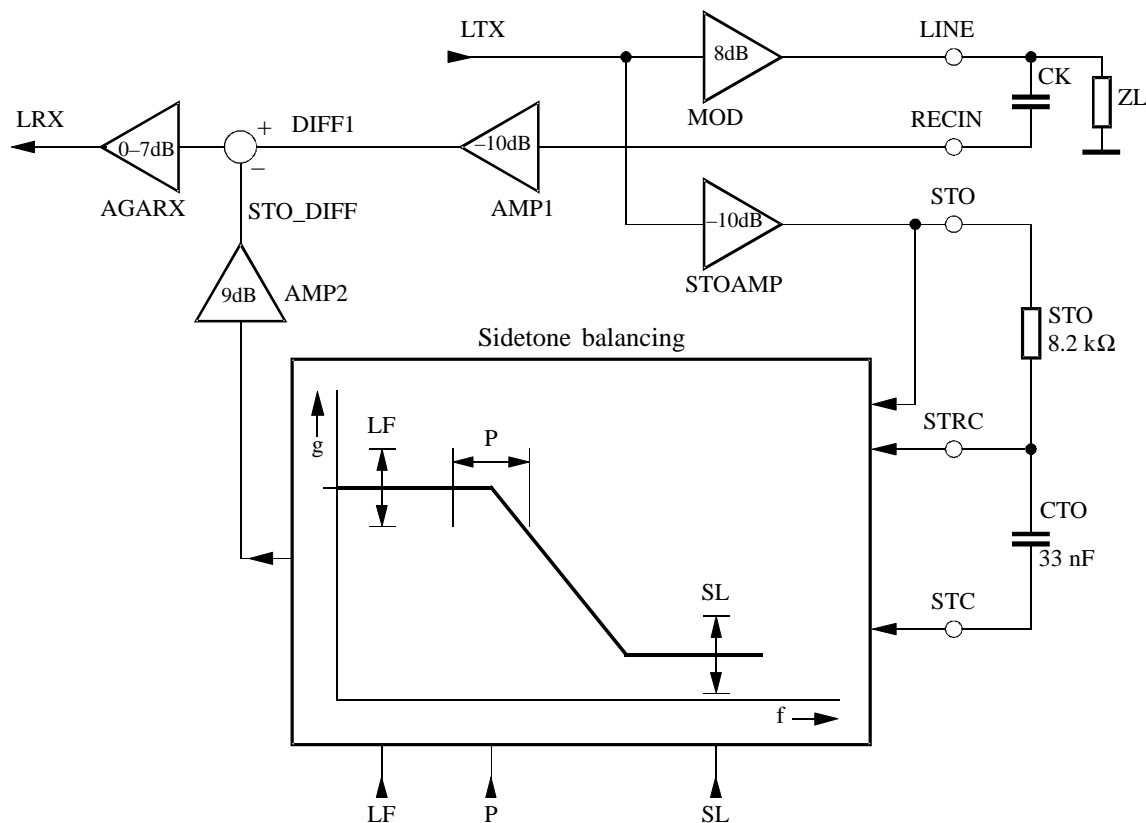 LTX
8dB
MOD
LINE
CK
ZL
LRX
0–7dB
AGARX
+
–
DIFF1
–10dB
AMP1
RECIN
STO_DIFF
–10dB
STOAMP
STO
9dB
AMP2
STO
8.2 kΩ
Sidetone balancing
g
LF
P
SL
f
STRC
CTO
33 nF
STC
LF
P
SL